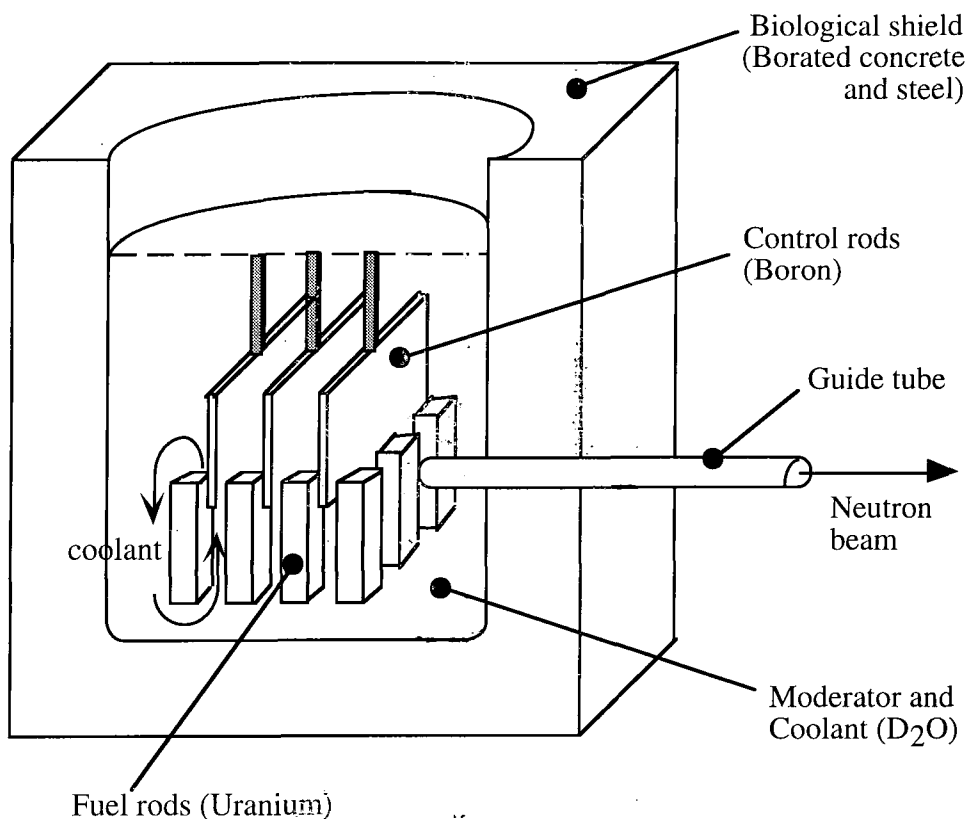 Biological shield
(Borated concrete
and steel)
Control rods
(Boron)
Guide tube
Neutron
beam
coolant
Moderator and
Coolant (D₂O)
Fuel rods (Uranium)